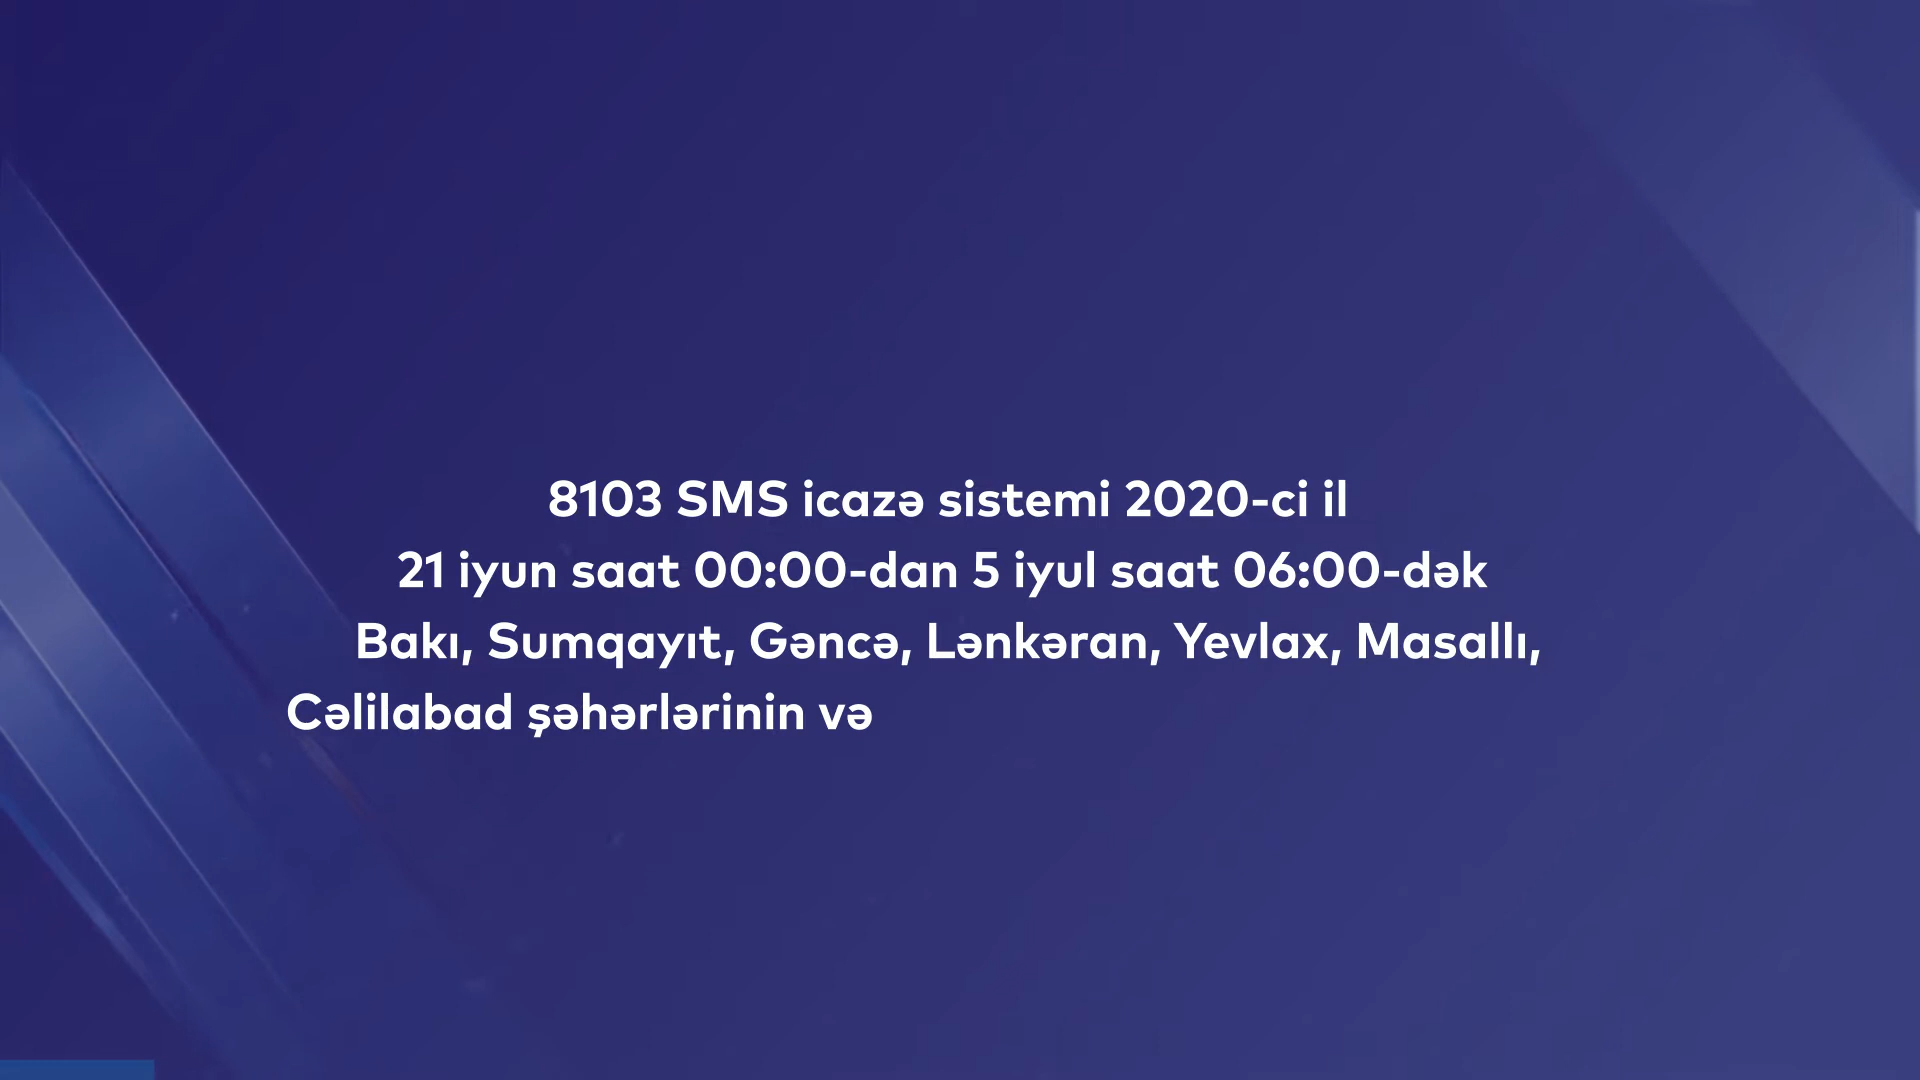 8103 SMS icazə sistemi 2020-ci il
21 iyun saat 00:00-dan 5 iyul saat 06:00-dək
Bakı, Sumqayıt, Gəncə, Lənkəran, Yevlax, Masallı,
Cəlilabad şəhərlərinin və